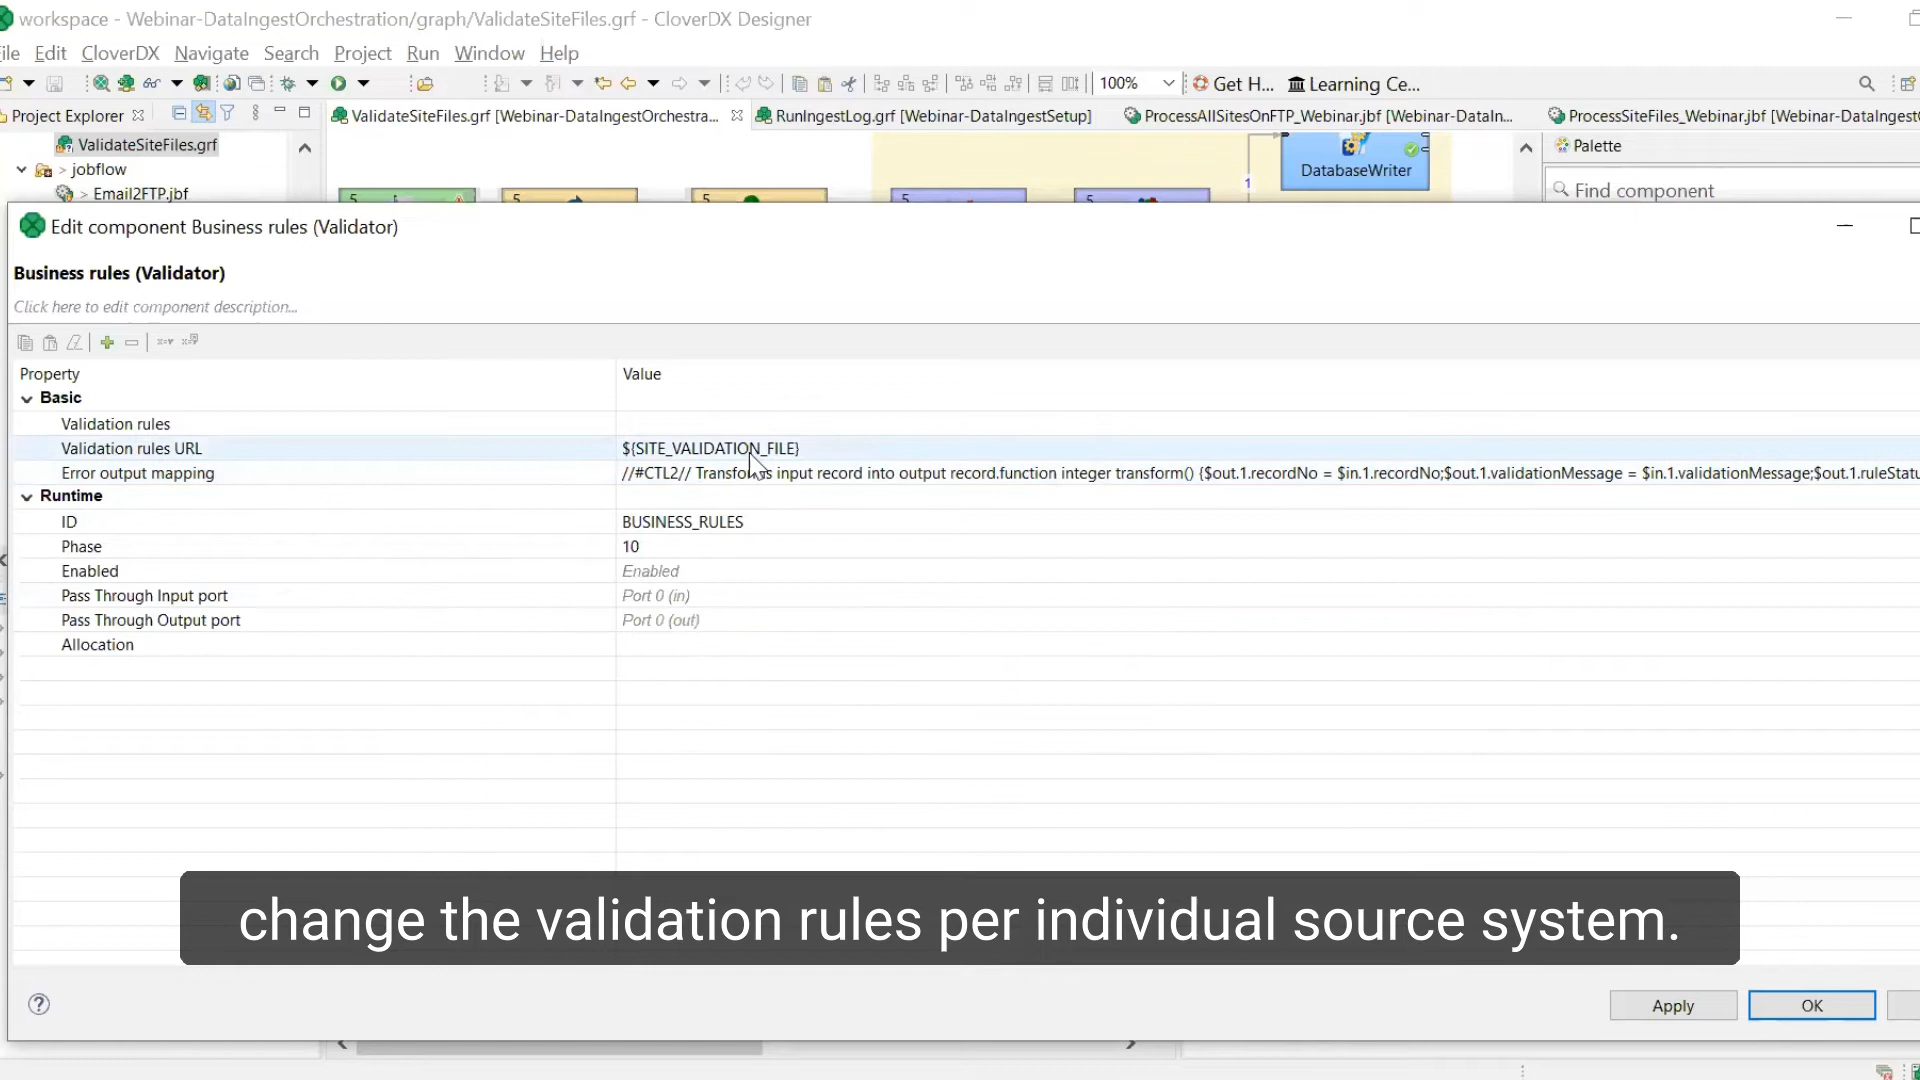 workspace - Webinar-DataIngestOrchestration/graph/ValidateSiteFiles.grf - CloverDX Designer
ile Edit CloverDX Navigate Search Project Run Window Help
100% Get H... Learning Ce...
Project Explorer
ValidateSiteFiles.grf [Webinar-DataIngestOrchestra...
RunIngestLog.grf [Webinar-DataIngestSetup]
ProcessAllSitesOnFTP_Webinar.jbf [Webinar-DataIn...
ProcessSiteFiles_Webinar.jbf [Webinar-DataIngest
ValidateSiteFiles.grf
> jobflow
> Email2FTP.jbf
5 5 5 5 5
1
DatabaseWriter
Palette
Find component
Edit component Business rules (Validator)
Business rules (Validator)
Click here to edit component description...
Property Value
Basic
Validation rules
Validation rules URL ${SITE_VALIDATION_FILE}
Error output mapping //#CTL2// Transforms input record into output record.function integer transform() {$out.1.recordNo = $in.1.recordNo;$out.1.validationMessage = $in.1.validationMessage;$out.1.ruleStatu
Runtime
ID BUSINESS_RULES
Phase 10
Enabled Enabled
Pass Through Input port Port 0 (in)
Pass Through Output port Port 0 (out)
Allocation
change the validation rules per individual source system.
Apply OK